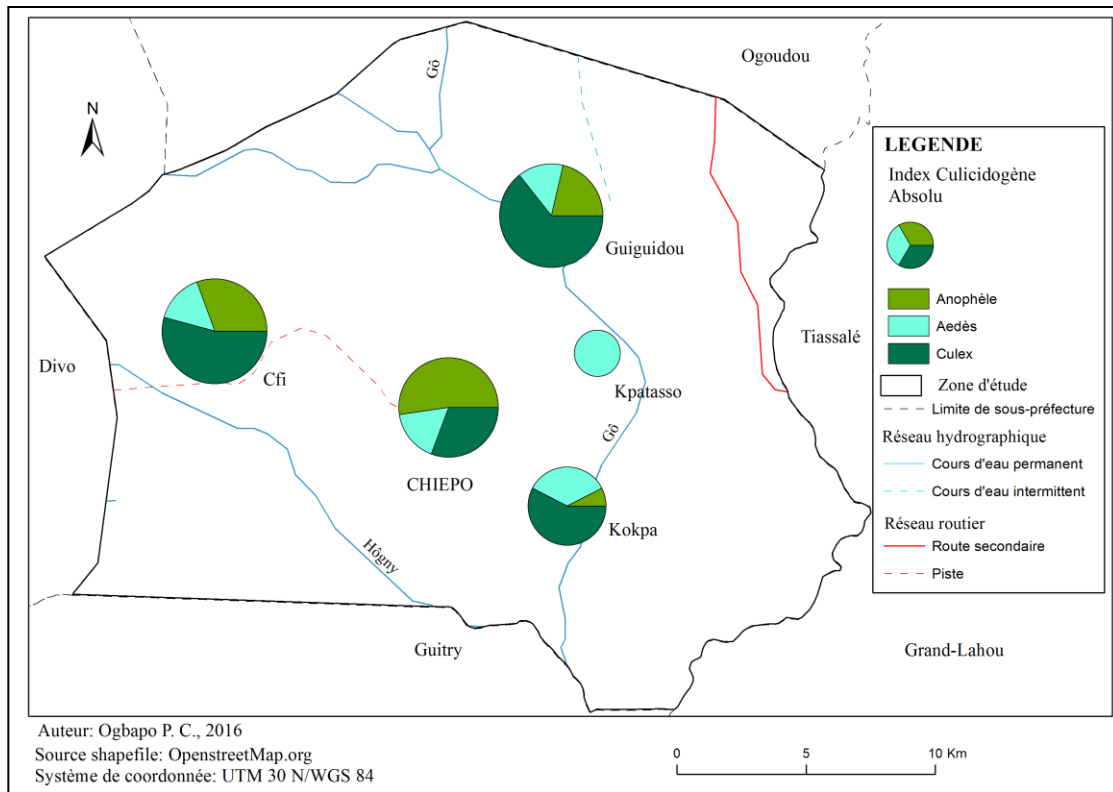 Ogoudou
Gô
N
Guiguidou
Tiassalé
Divo
Cfi
Kpatasso
Gô
CHIEPO
Kokpa
Hôgny
Guitry
Grand-Lahou
LEGENDE
Index Culicidogène
Absolu
Anophèle
Aedès
Culex
Zone d'étude
Limite de sous-préfecture
Réseau hydrographique
Cours d'eau permanent
Cours d'eau intermittent
Réseau routier
Route secondaire
Piste
Auteur: Ogbapo P. C., 2016
Source shapefile: OpenstreetMap.org
Système de coordonnée: UTM 30 N/WGS 84
0 5 10 Km